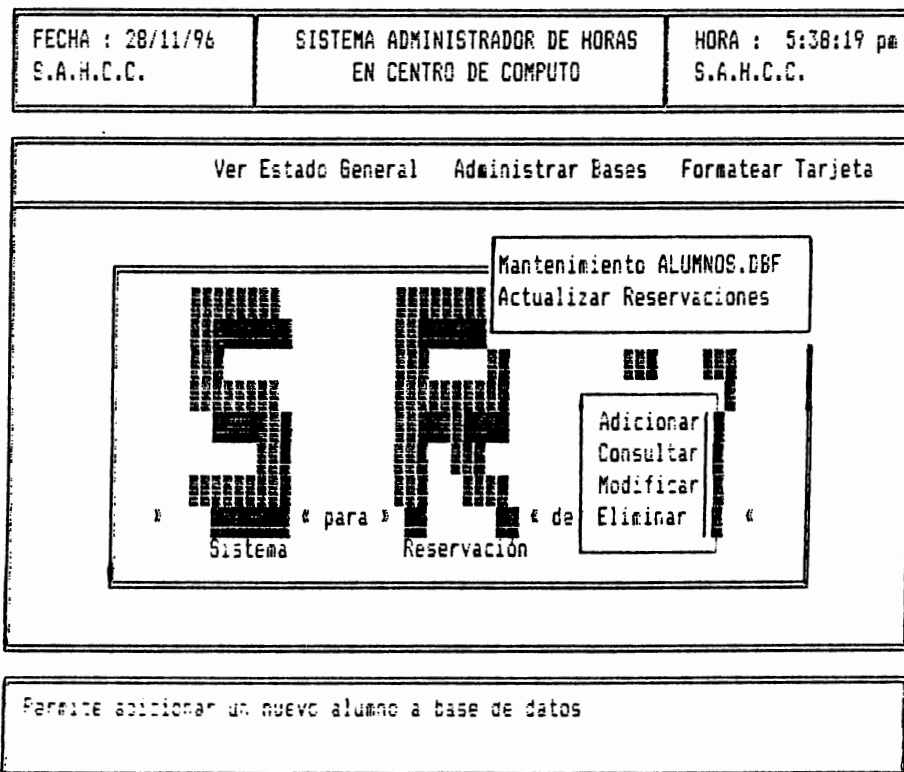 FECHA : 28/11/96 SISTEMA ADMINISTRADOR DE HORAS HORA : 5:38:19 pm
S.A.H.C.C. EN CENTRO DE COMPUTO S.A.H.C.C.
Ver Estado General Administrar Bases Formatear Tarjeta
Mantenimiento ALUMNOS.DBF
Actualizar Reservaciones
S R
Adicionar
Consultar
Modificar
» « para » « de Eliminar «
Sistema Reservación
Permite adicionar un nuevo alumno a base de datos